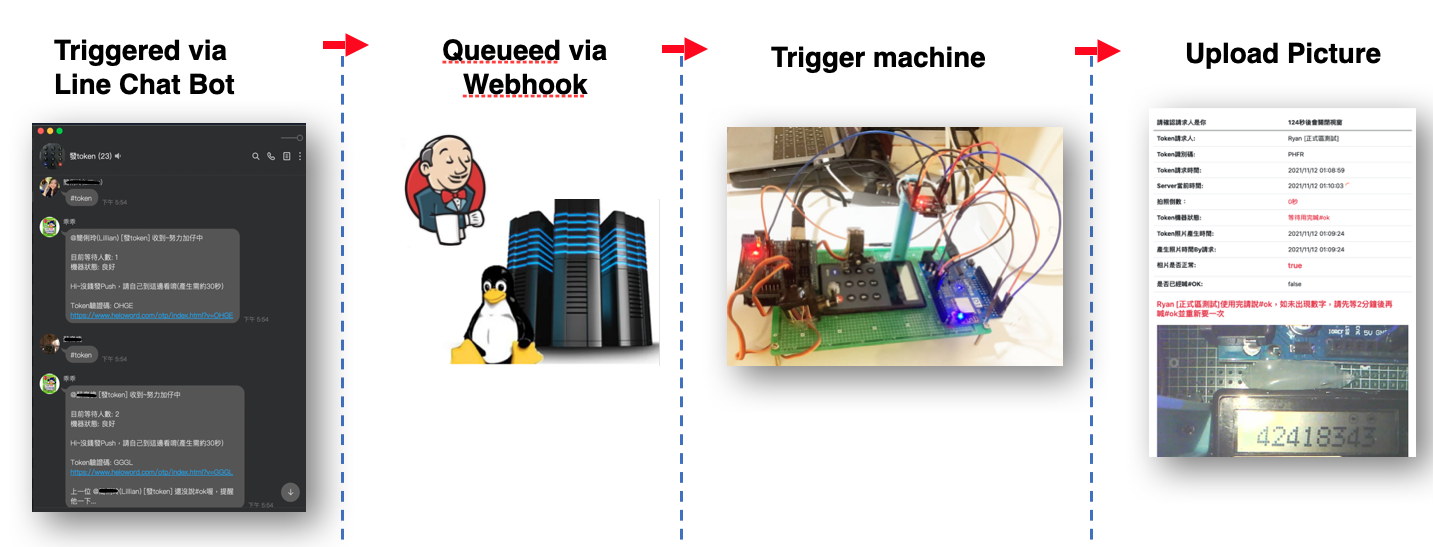 Triggered via
Line Chat Bot
Queueed via
Webhook
Trigger machine
Upload Picture
發token (23)
#token
下午 5:54
乖乖
@簡俐玲(Lillian) [發token] 收到~努力加仔中
目前等待人數: 1
機器狀態: 良好
Hi~沒錢發Push，請自己到這邊看唷(產生需約30秒)
Token驗證碼: OHGE
https://www.heloword.com/otp/index.html?v=OHGE
下午 5:54
#token
下午 5:54
乖乖
[發token] 收到~努力加仔中
目前等待人數: 2
機器狀態: 良好
Hi~沒錢發Push，請自己到這邊看唷(產生需約30秒)
Token驗證碼: GGGL
https://www.heloword.com/otp/index.html?v=GGGL
上一位 @ (Lillian) [發token] 還沒說#ok喔，提醒
他一下...
下午 5:54
請確認請求人是你 124秒後會關閉視窗
Token請求人: Ryan [正式區測試]
Token識別碼: PHFR
Token請求時間: 2021/11/12 01:08:59
Server當前時間: 2021/11/12 01:10:03
拍照倒數： 0秒
Token機器狀態: 等待用完喊#ok
Token照片產生時間: 2021/11/12 01:09:24
產生照片時間By請求: 2021/11/12 01:09:24
相片是否正常: true
是否已經喊#OK: false
Ryan [正式區測試]使用完請說#ok，如未出現數字，請先等2分鐘後再
喊#ok並重新要一次
5V
42418343